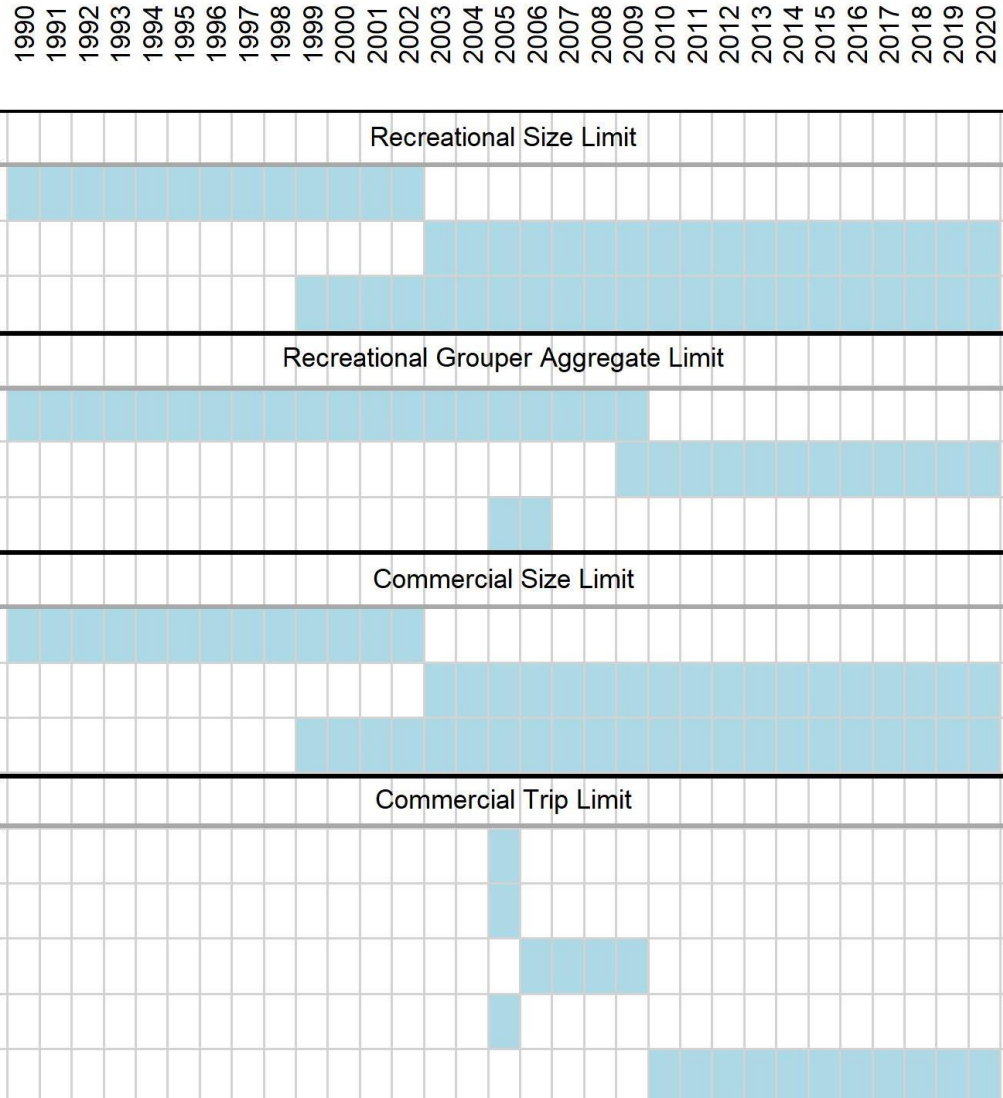 1990 1991 1992 1993 1994 1995 1996 1997 1998 1999 2000 2001 2002 2003 2004 2005 2006 2007 2008 2009 2010 2011 2012 2013 2014 2015 2016 2017 2018 2019 2020
Recreational Size Limit
Recreational Grouper Aggregate Limit
Commercial Size Limit
Commercial Trip Limit